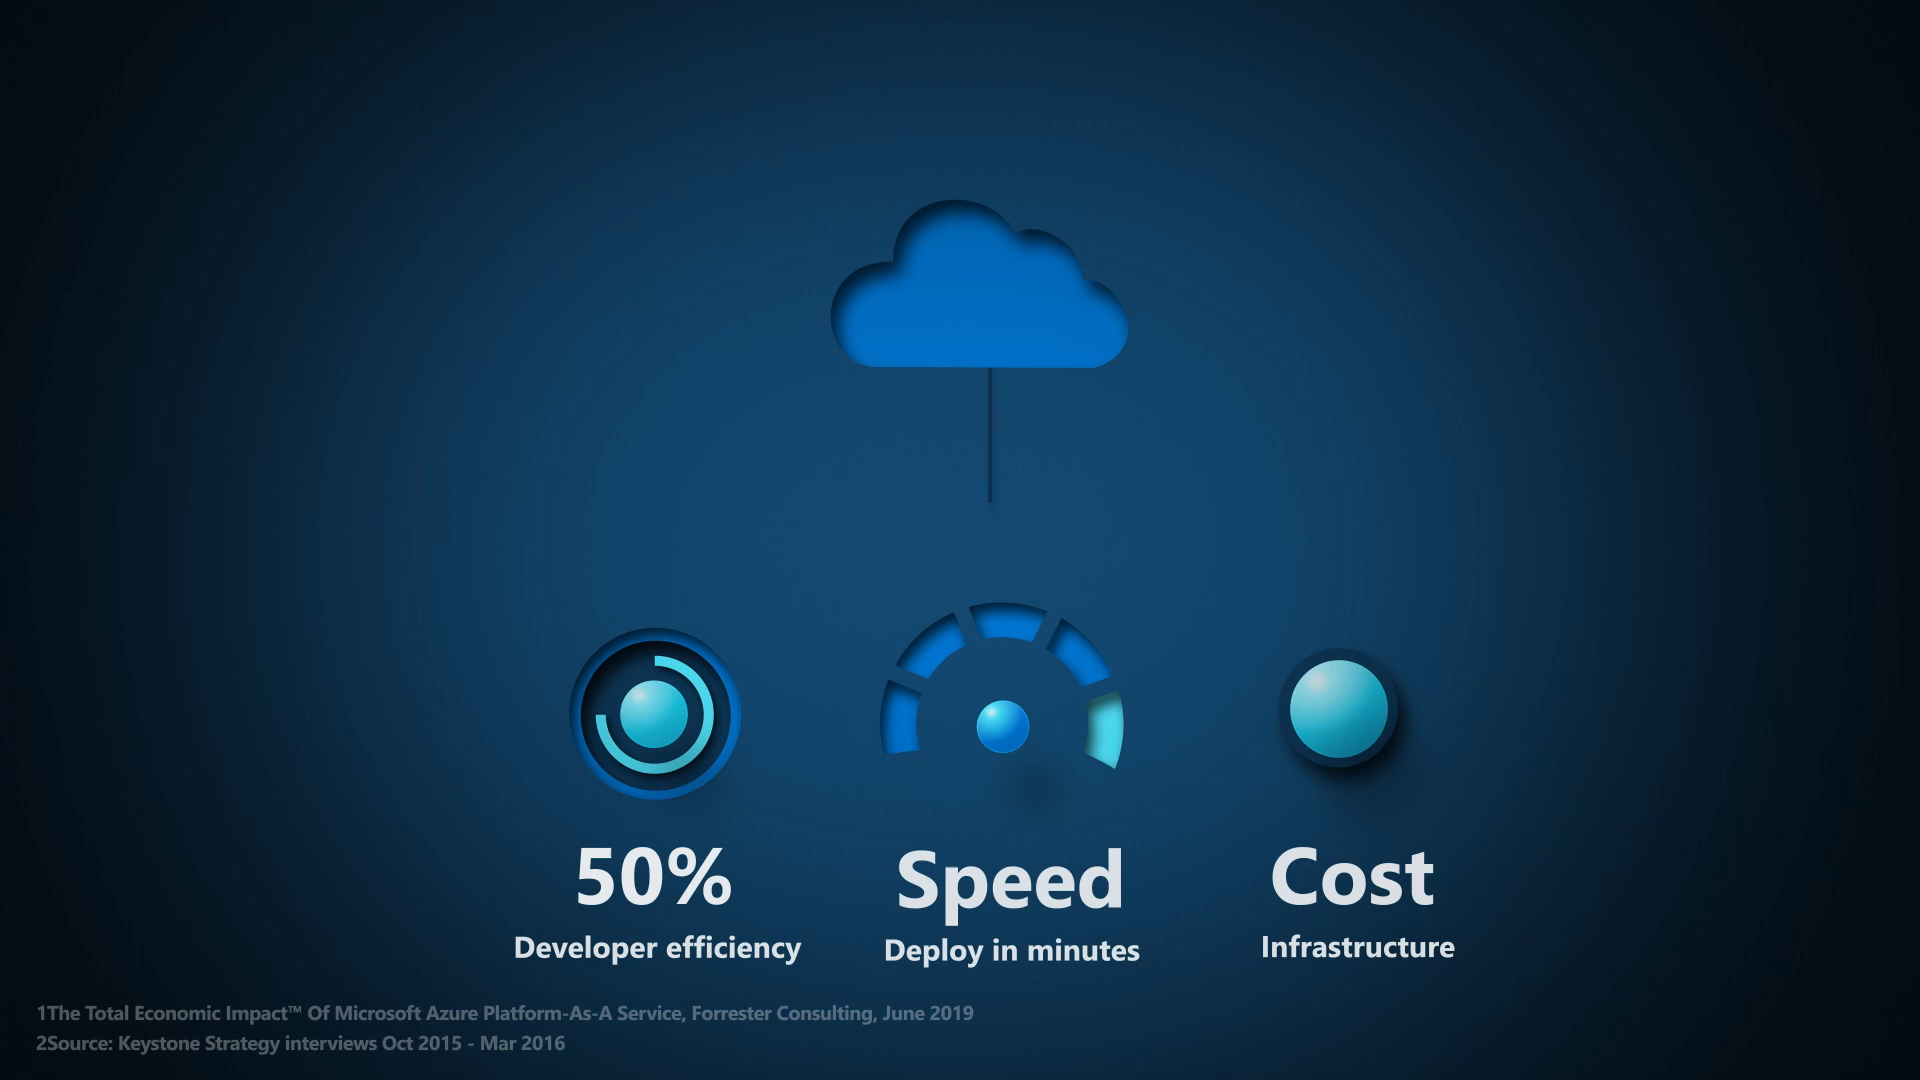 50%
Speed
Cost
Developer efficiency
Deploy in minutes
Infrastructure
1The Total Economic Impact™ Of Microsoft Azure Platform-As-A Service, Forrester Consulting, June 2019
2Source: Keystone Strategy interviews Oct 2015 - Mar 2016